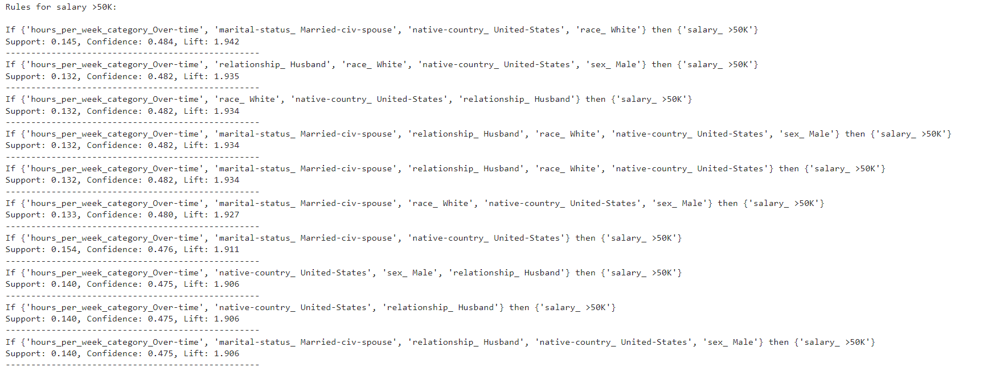 Rules for salary >50K:
If {'hours_per_week_category_Over-time', 'marital-status_ Married-civ-spouse', 'native-country_ United-States', 'race_ White'} then {'salary_ >50K'}
Support: 0.145, Confidence: 0.484, Lift: 1.942
--------------------------------------------------
If {'hours_per_week_category_Over-time', 'relationship_ Husband', 'race_ White', 'native-country_ United-States', 'sex_ Male'} then {'salary_ >50K'}
Support: 0.132, Confidence: 0.482, Lift: 1.935
--------------------------------------------------
If {'hours_per_week_category_Over-time', 'race_ White', 'native-country_ United-States', 'relationship_ Husband'} then {'salary_ >50K'}
Support: 0.132, Confidence: 0.482, Lift: 1.934
--------------------------------------------------
If {'hours_per_week_category_Over-time', 'marital-status_ Married-civ-spouse', 'relationship_ Husband', 'race_ White', 'native-country_ United-States', 'sex_ Male'} then {'salary_ >50K'}
Support: 0.132, Confidence: 0.482, Lift: 1.934
--------------------------------------------------
If {'hours_per_week_category_Over-time', 'marital-status_ Married-civ-spouse', 'relationship_ Husband', 'race_ White', 'native-country_ United-States'} then {'salary_ >50K'}
Support: 0.132, Confidence: 0.482, Lift: 1.934
--------------------------------------------------
If {'hours_per_week_category_Over-time', 'marital-status_ Married-civ-spouse', 'race_ White', 'native-country_ United-States', 'sex_ Male'} then {'salary_ >50K'}
Support: 0.133, Confidence: 0.480, Lift: 1.927
--------------------------------------------------
If {'hours_per_week_category_Over-time', 'marital-status_ Married-civ-spouse', 'native-country_ United-States'} then {'salary_ >50K'}
Support: 0.154, Confidence: 0.476, Lift: 1.911
--------------------------------------------------
If {'hours_per_week_category_Over-time', 'native-country_ United-States', 'sex_ Male', 'relationship_ Husband'} then {'salary_ >50K'}
Support: 0.140, Confidence: 0.475, Lift: 1.906
--------------------------------------------------
If {'hours_per_week_category_Over-time', 'native-country_ United-States', 'relationship_ Husband'} then {'salary_ >50K'}
Support: 0.140, Confidence: 0.475, Lift: 1.906
--------------------------------------------------
If {'hours_per_week_category_Over-time', 'marital-status_ Married-civ-spouse', 'relationship_ Husband', 'native-country_ United-States', 'sex_ Male'} then {'salary_ >50K'}
Support: 0.140, Confidence: 0.475, Lift: 1.906
--------------------------------------------------